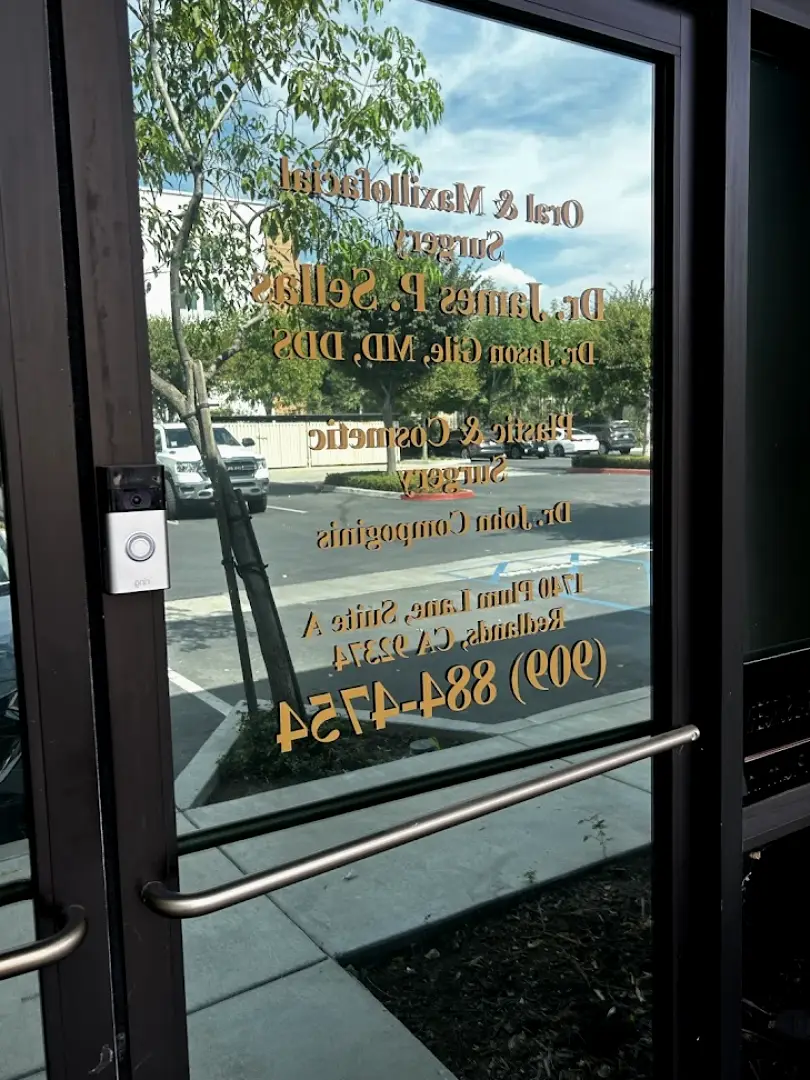 Oral & Maxillofacial
Surgery
Dr. James P. Sellas
Dr. Jason Gile, MD, DDS
Plastic & Cosmetic
Surgery
Dr. John Compoginis
1740 Plum Lane, Suite A
Redlands, CA 92374
(909) 884-4754
ring